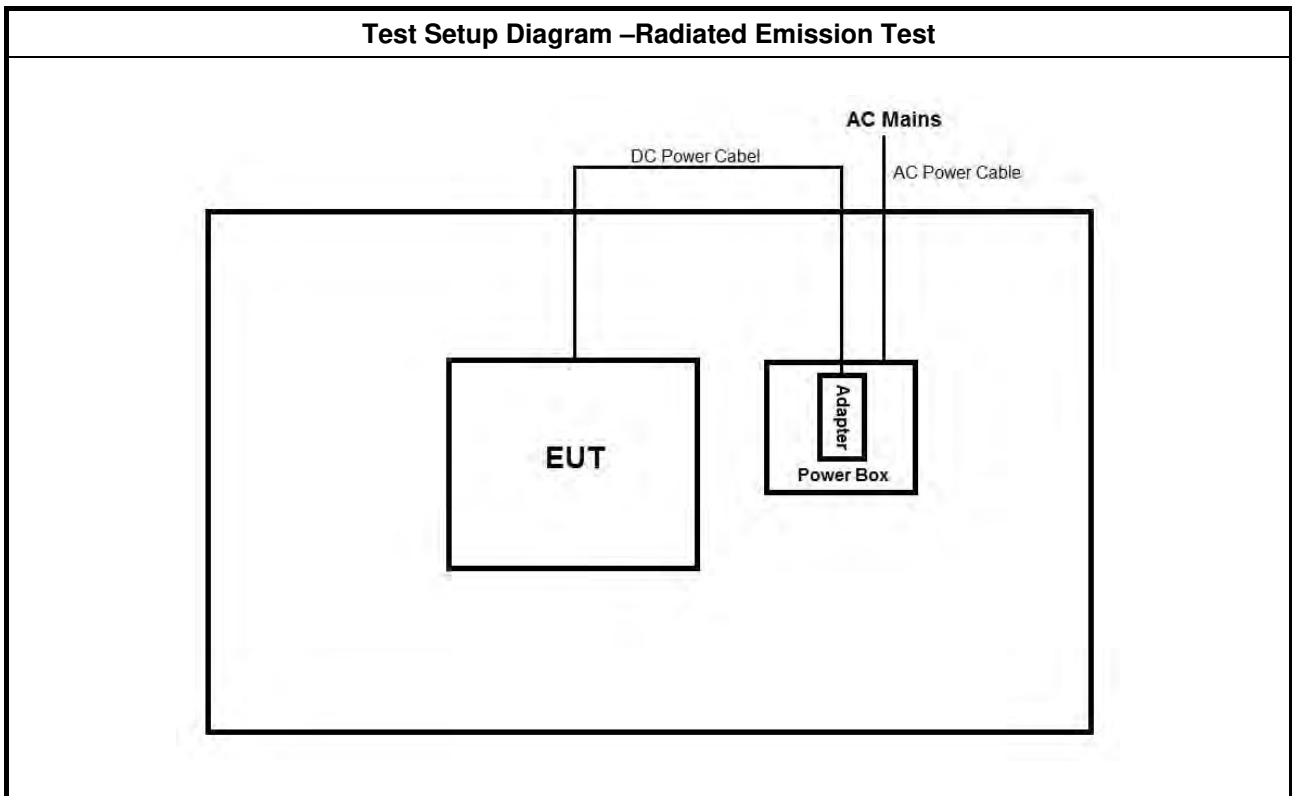 Test Setup Diagram –Radiated Emission Test
AC Mains
DC Power Cabel
AC Power Cable
EUT
Adapter
Power Box